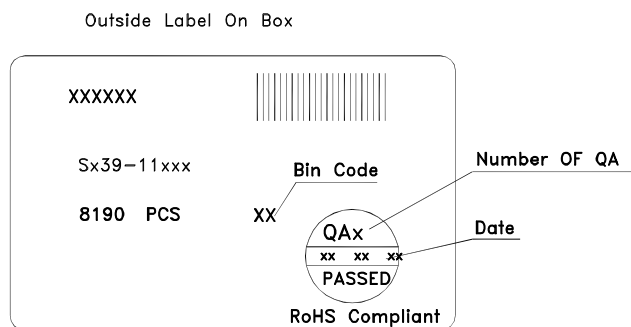 Outside Label On Box
XXXXXX
Sx39-11xxx
Bin Code
Number OF QA
8190 PCS
XX
QAx
Date
xx xx xx
PASSED
RoHS Compliant